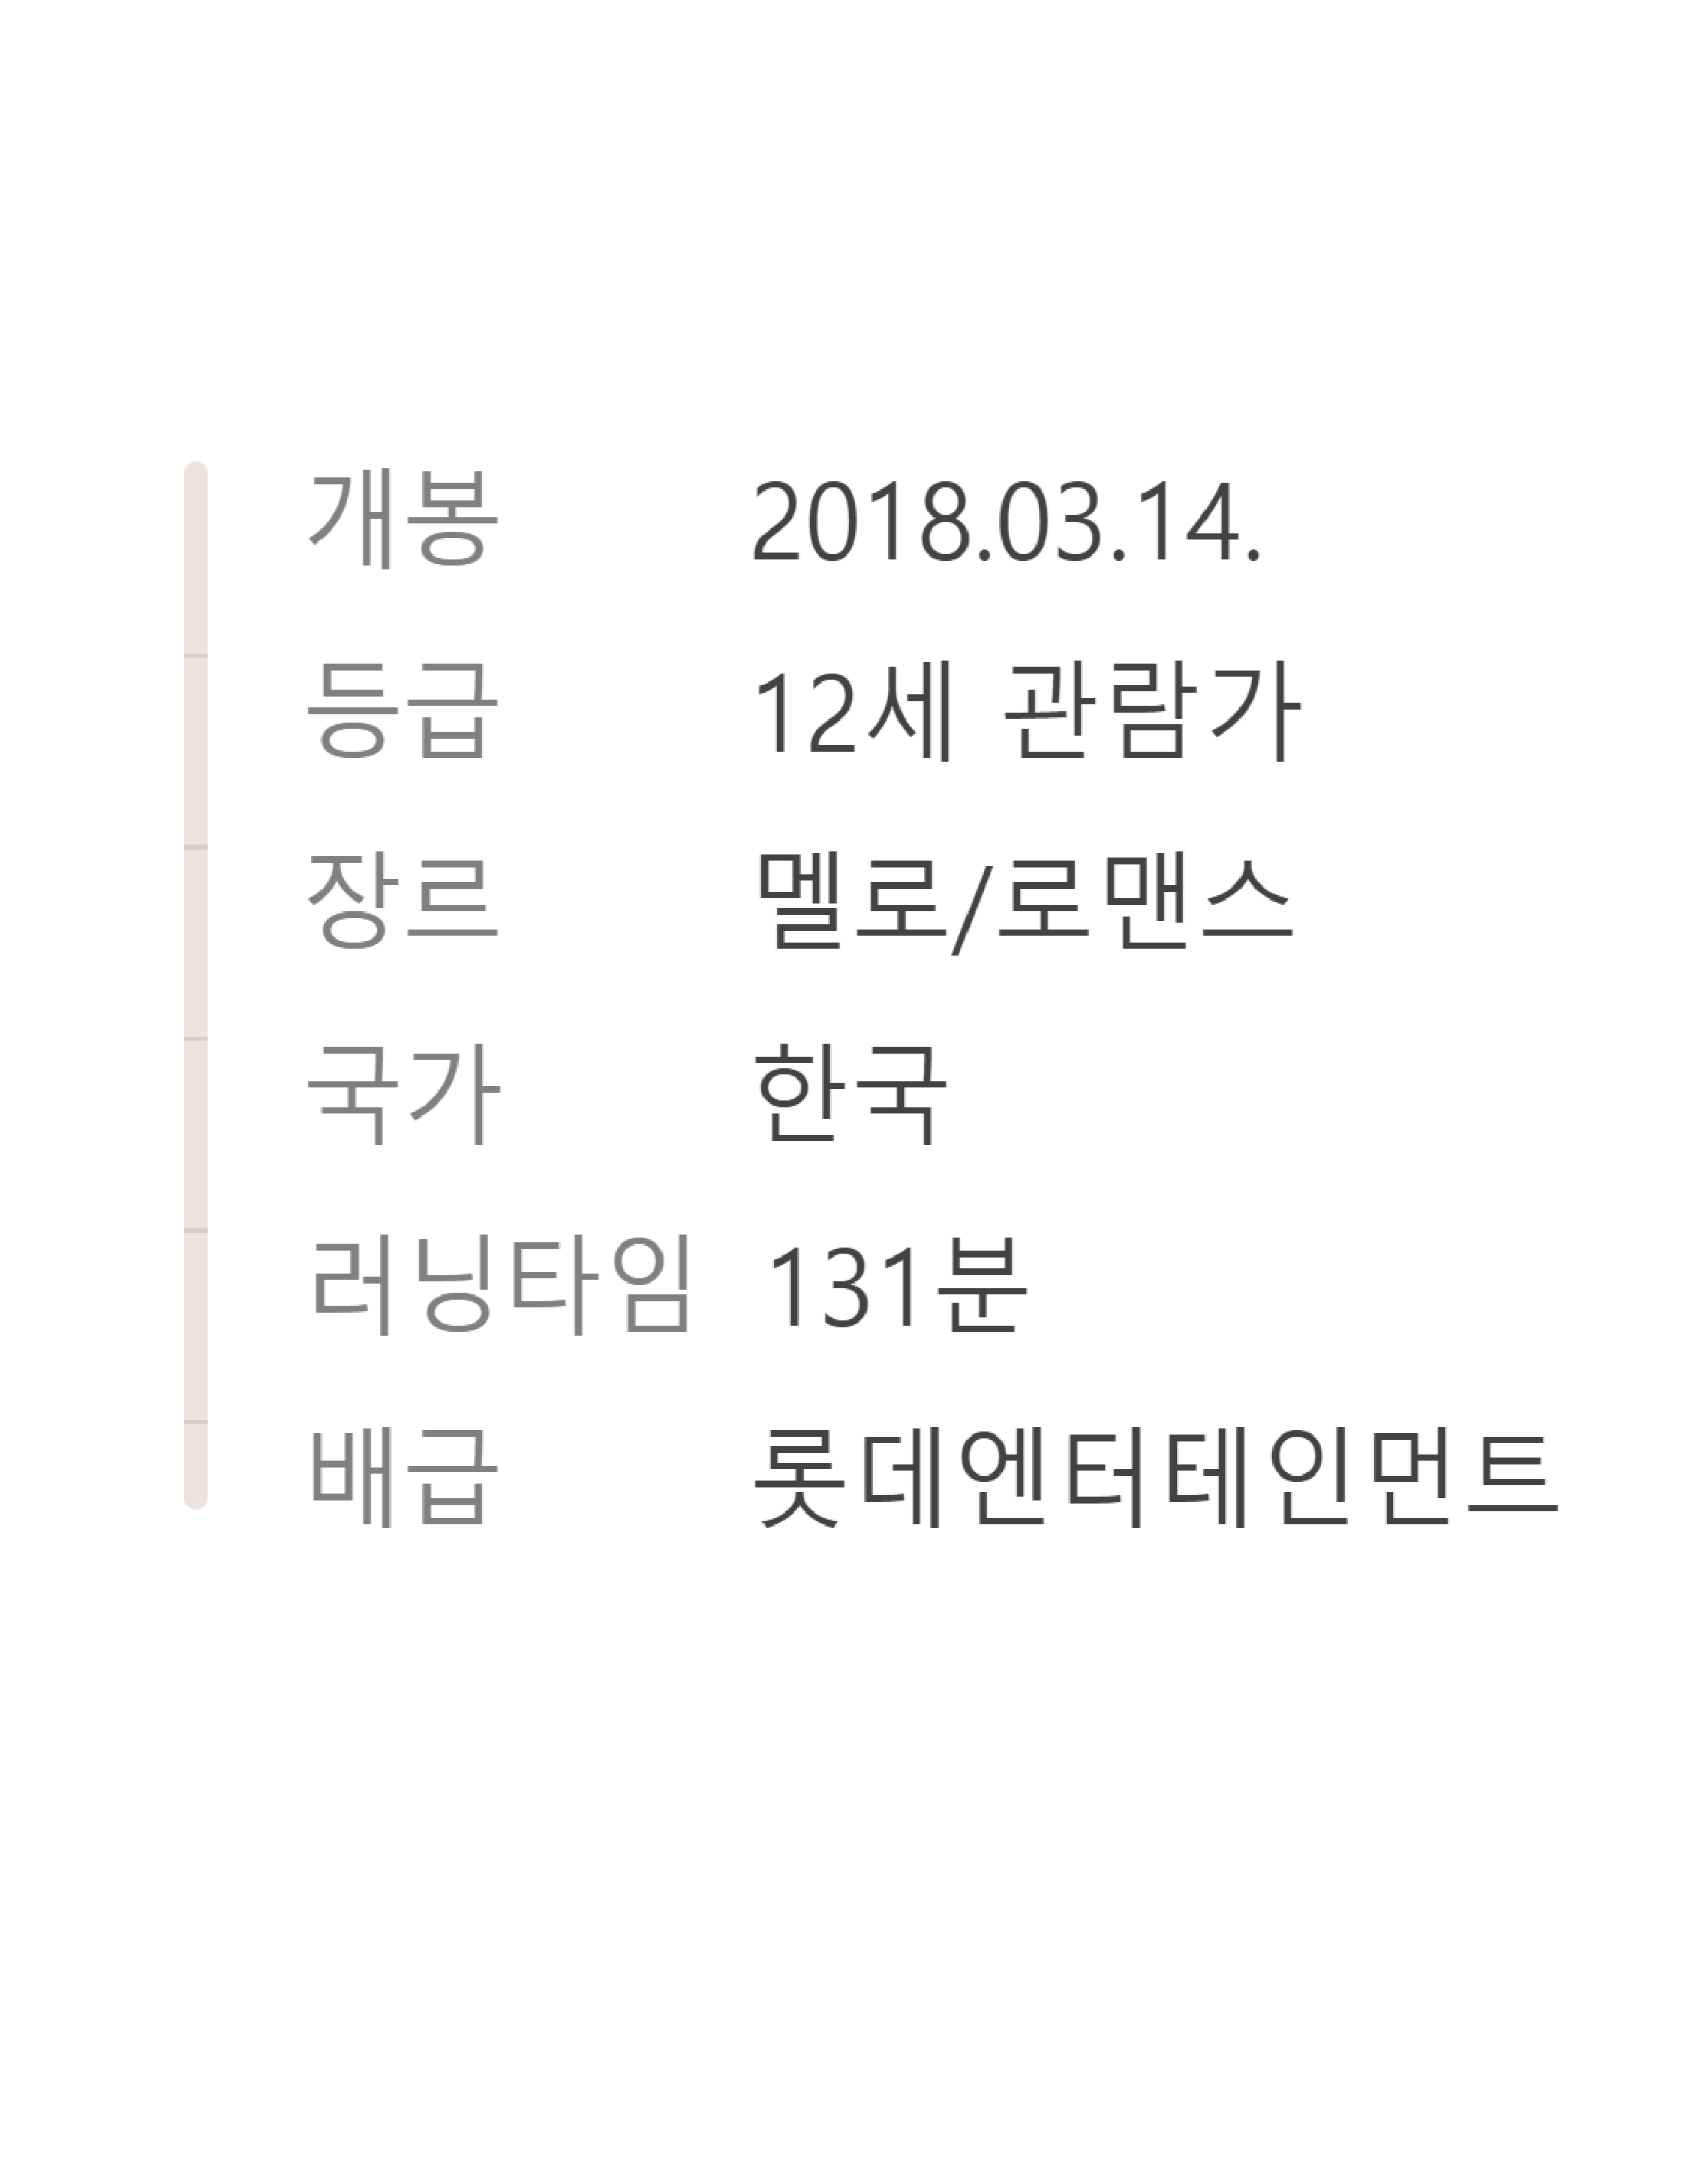 개봉 2018.03.14.
등급 12세 관람가
장르 멜로/로맨스
국가 한국
러닝타임 131분
배급 롯데엔터테인먼트